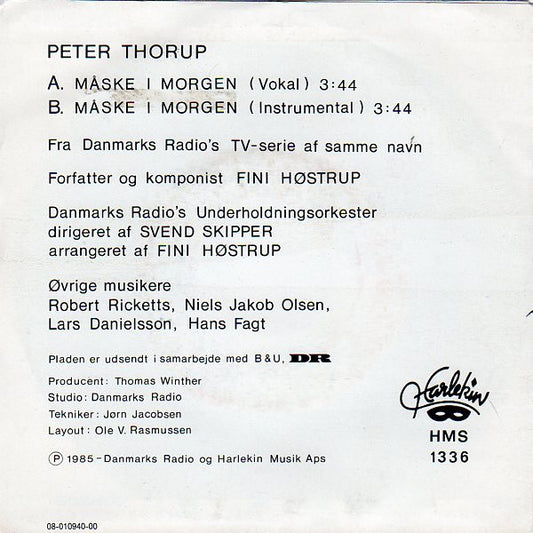 PETER THORUP
A. MÅSKE I MORGEN (Vokal) 3:44
B. MÅSKE I MORGEN (Instrumental) 3:44
Fra Danmarks Radio's TV-serie af samme navn
Forfatter og komponist FINI HØSTRUP
Danmarks Radio's Underholdningsorkester
dirigeret af SVEND SKIPPER
arrangeret af FINI HØSTRUP
Øvrige musikere
Robert Ricketts, Niels Jakob Olsen,
Lars Danielsson, Hans Fagt
Pladen er udsendt i samarbejde med B&U, DR
Producent: Thomas Winther
Studio: Danmarks Radio
Tekniker: Jørn Jacobsen
Layout: Ole V. Rasmussen
Ⓟ 1985-Danmarks Radio og Harlekin Musik Aps
Harlekin
HMS
1336
08-010940-00